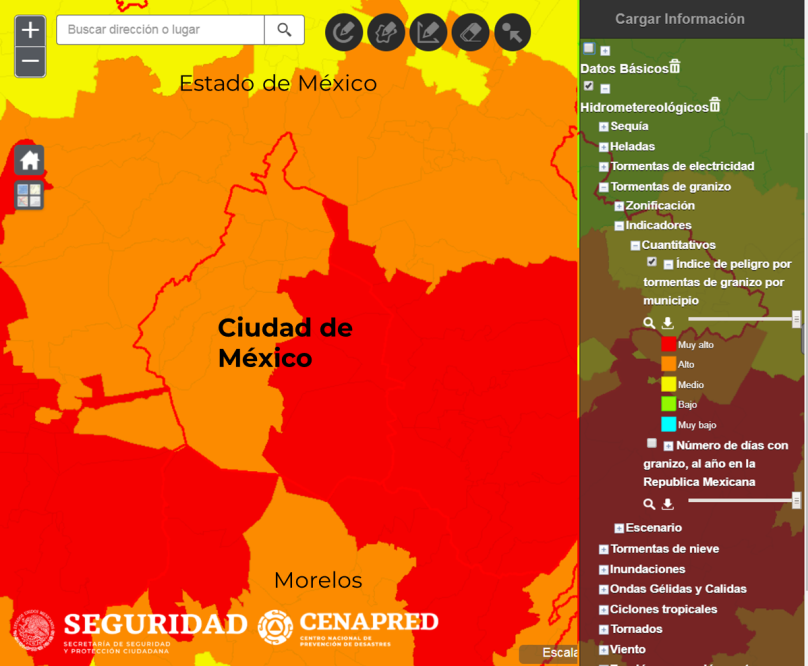 Buscar dirección o lugar
Cargar Información
Estado de México
Datos Básicos
Hidrometereológicos
Sequía
Heladas
Tormentas de electricidad
Tormentas de granizo
Zonificación
Indicadores
Cuantitativos
Índice de peligro por
tormentas de granizo por
municipio
Muy alto
Alto
Medio
Bajo
Muy bajo
Número de días con
granizo, al año en la
Republica Mexicana
Escenario
Tormentas de nieve
Inundaciones
Ondas Gélidas y Calidas
Ciclones tropicales
Tornados
Viento
Ciudad de
México
Morelos
SEGURIDAD
SECRETARÍA DE SEGURIDAD
Y PROTECCIÓN CIUDADANA
CENAPRED
CENTRO NACIONAL DE
PREVENCIÓN DE DESASTRES
Escala